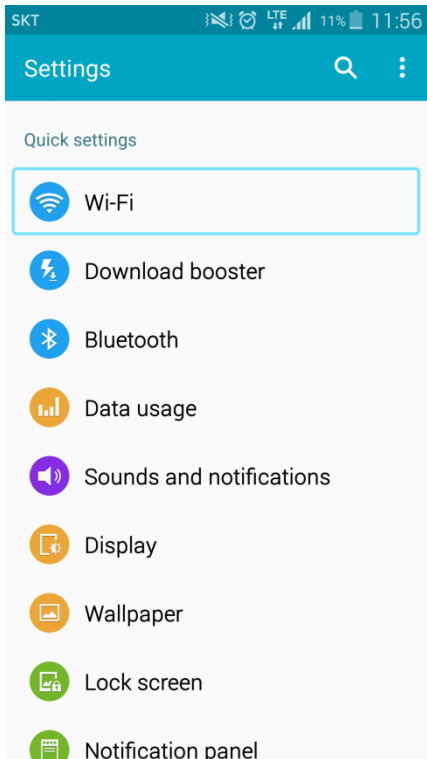 SKT LTE 11% 11:56
Settings
Quick settings
Wi-Fi
Download booster
Bluetooth
Data usage
Sounds and notifications
Display
Wallpaper
Lock screen
Notification panel